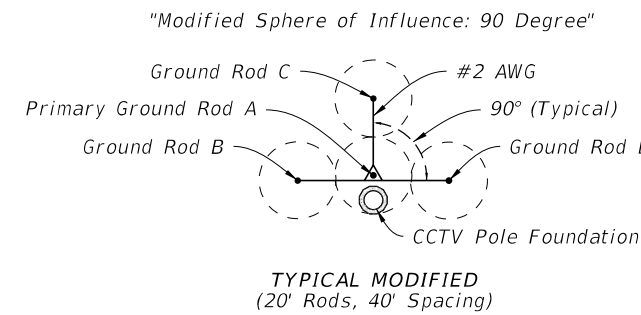 "Modified Sphere of Influence: 90 Degree"
Ground Rod C
#2 AWG
Primary Ground Rod A
90° (Typical)
Ground Rod B
Ground Rod
CCTV Pole Foundation
TYPICAL MODIFIED
(20' Rods, 40' Spacing)